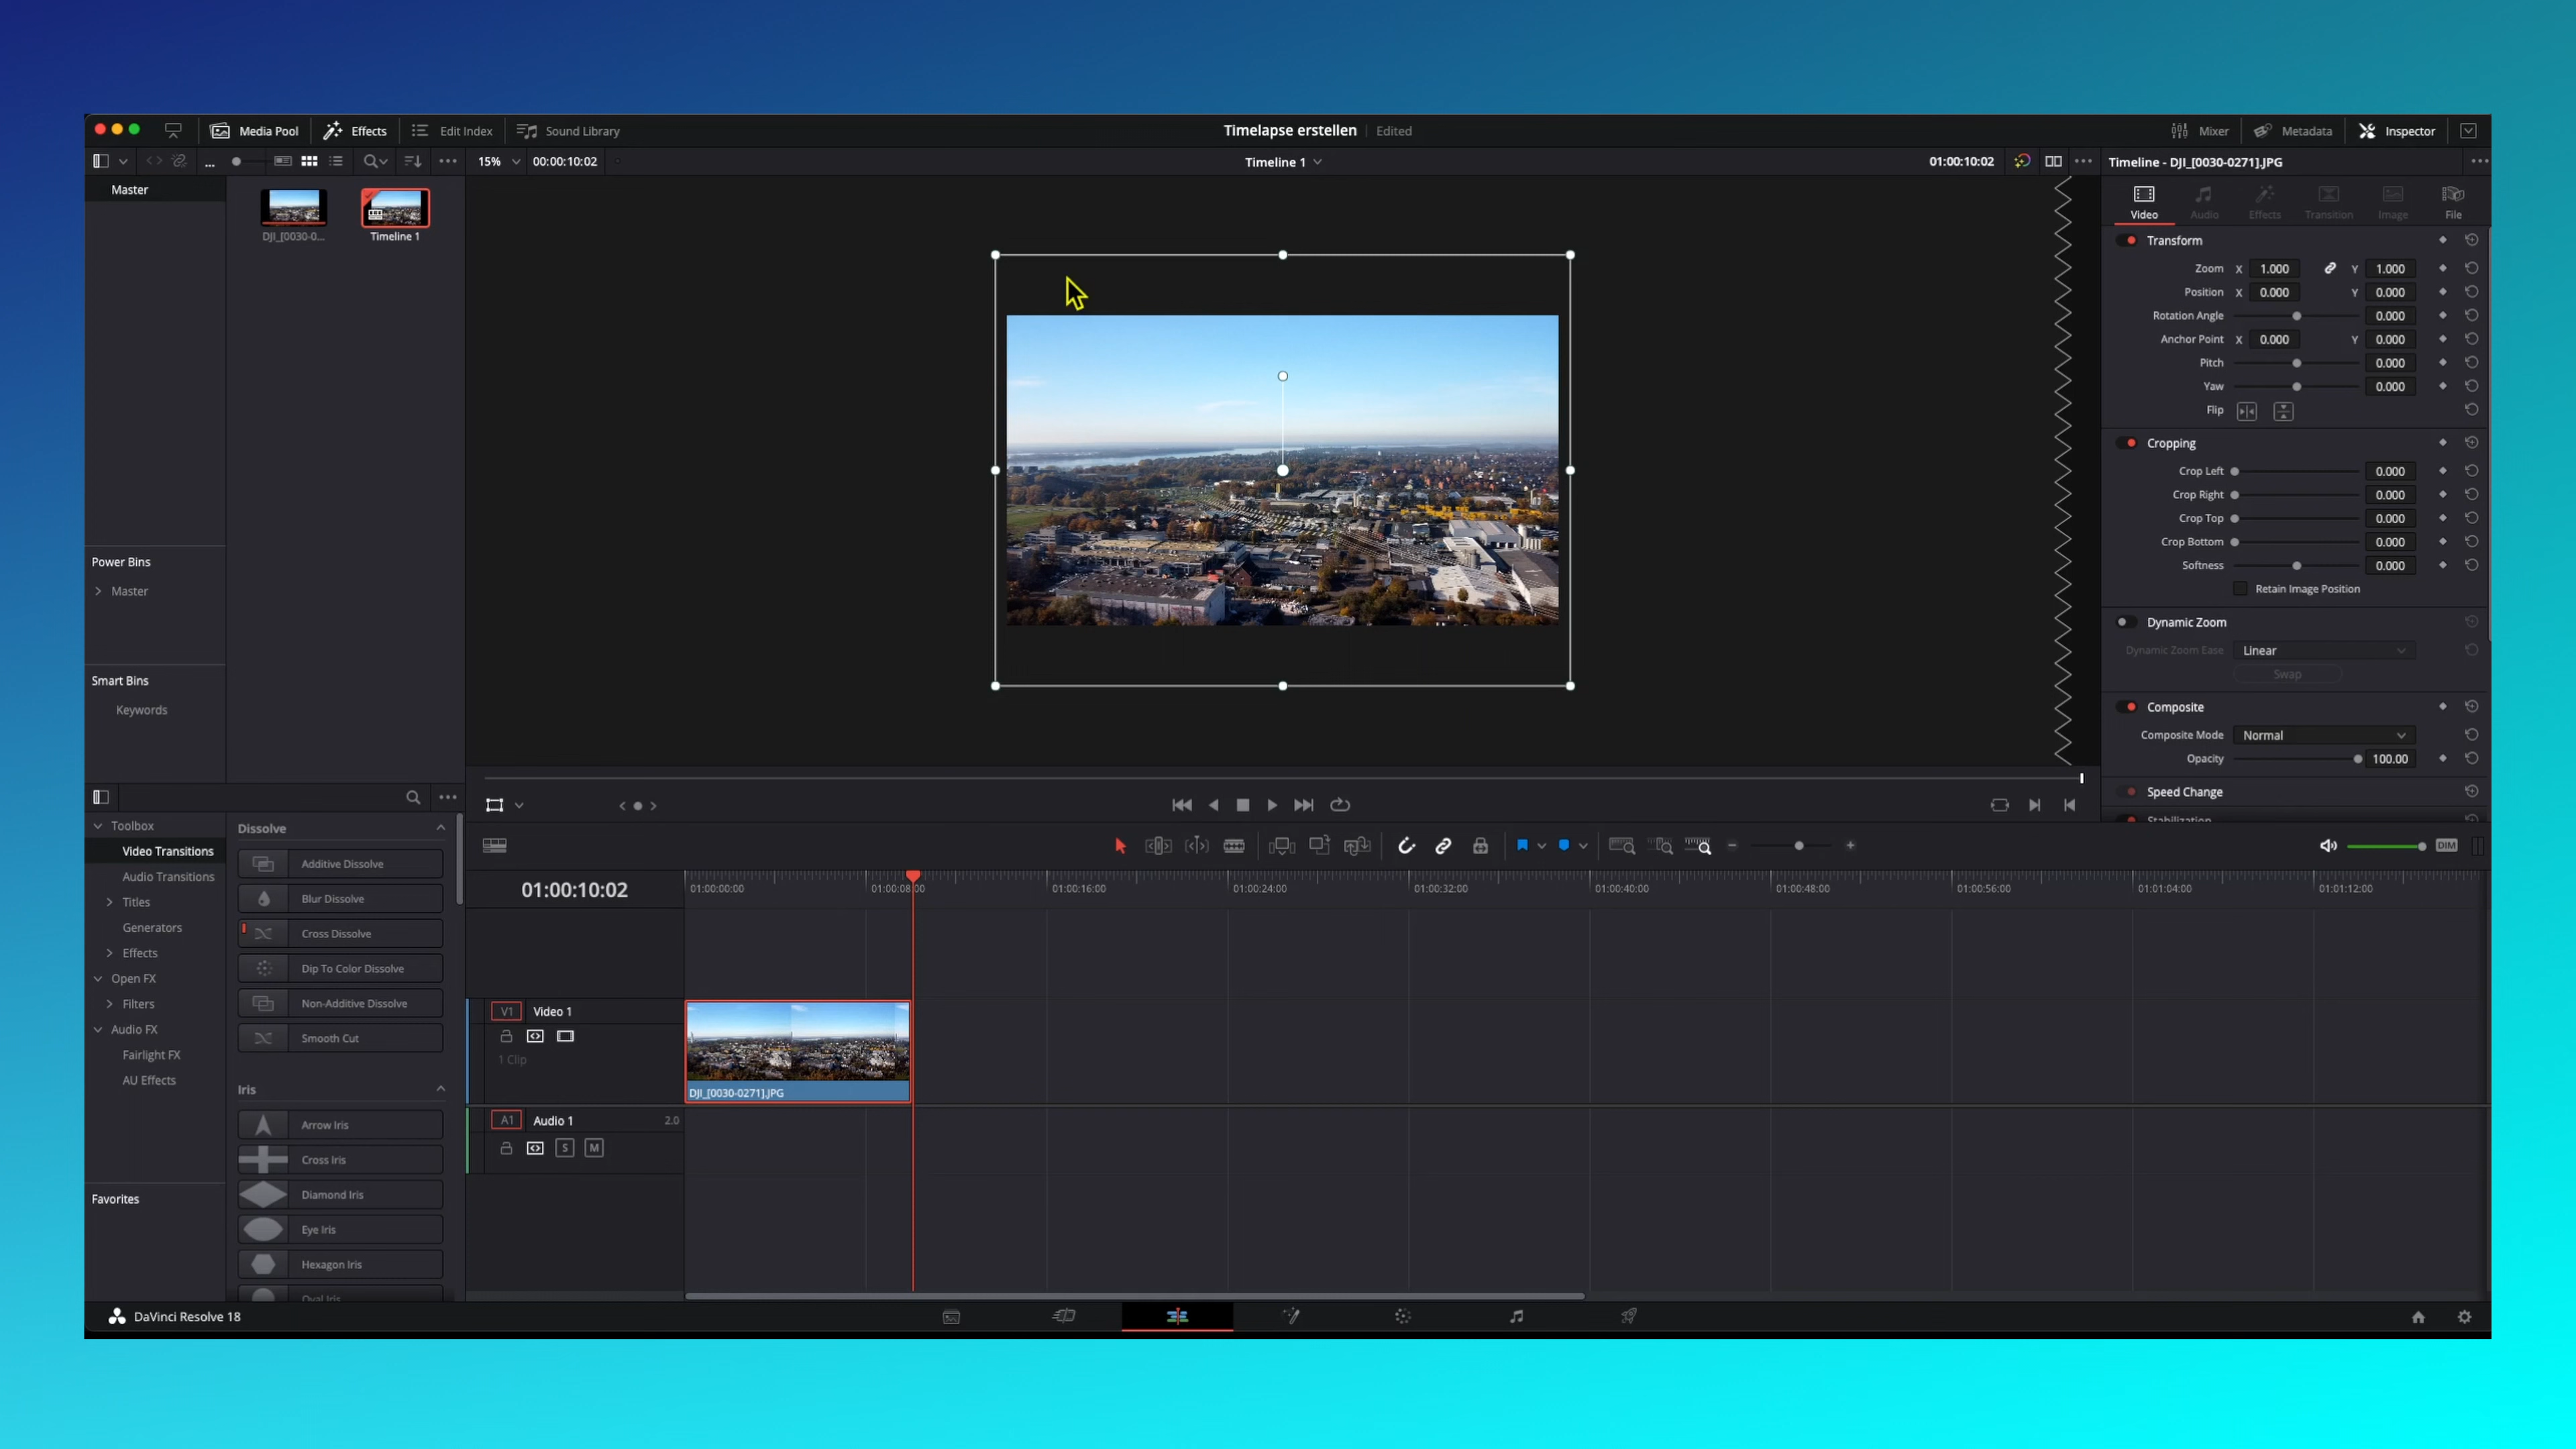 Media Pool Effects Edit Index Sound Library Timelapse erstellen Edited Mixer Metadata Inspector
... 15% 00:00:10:02 Timeline 1 01:00:10:02 Timeline - DJI_[0030-0271].JPG
Master
DJI_[0030-0... Timeline 1
Power Bins
Master
Smart Bins
Keywords
Video Audio Effects Transition Image File
Transform
Zoom X 1.000 Y 1.000
Position X 0.000 Y 0.000
Rotation Angle 0.000
Anchor Point X 0.000 Y 0.000
Pitch 0.000
Yaw 0.000
Flip
Cropping
Crop Left 0.000
Crop Right 0.000
Crop Top 0.000
Crop Bottom 0.000
Softness 0.000
Retain Image Position
Dynamic Zoom
Dynamic Zoom Ease Linear
Swap
Composite
Composite Mode Normal
Opacity 100.00
Speed Change
Stabilization
Toolbox
Video Transitions
Audio Transitions
Titles
Generators
Effects
Open FX
Filters
Audio FX
Fairlight FX
AU Effects
Favorites
Dissolve
Additive Dissolve
Blur Dissolve
Cross Dissolve
Dip To Color Dissolve
Non-Additive Dissolve
Smooth Cut
Iris
Arrow Iris
Cross Iris
Diamond Iris
Eye Iris
Hexagon Iris
Oval Iris
DIM
01:00:10:02 01:00:00:00 01:00:08:00 01:00:16:00 01:00:24:00 01:00:32:00 01:00:40:00 01:00:48:00 01:00:56:00 01:01:04:00 01:01:12:00
V1 Video 1
1 Clip
DJI_[0030-0271].JPG
A1 Audio 1 2.0
S M
DaVinci Resolve 18